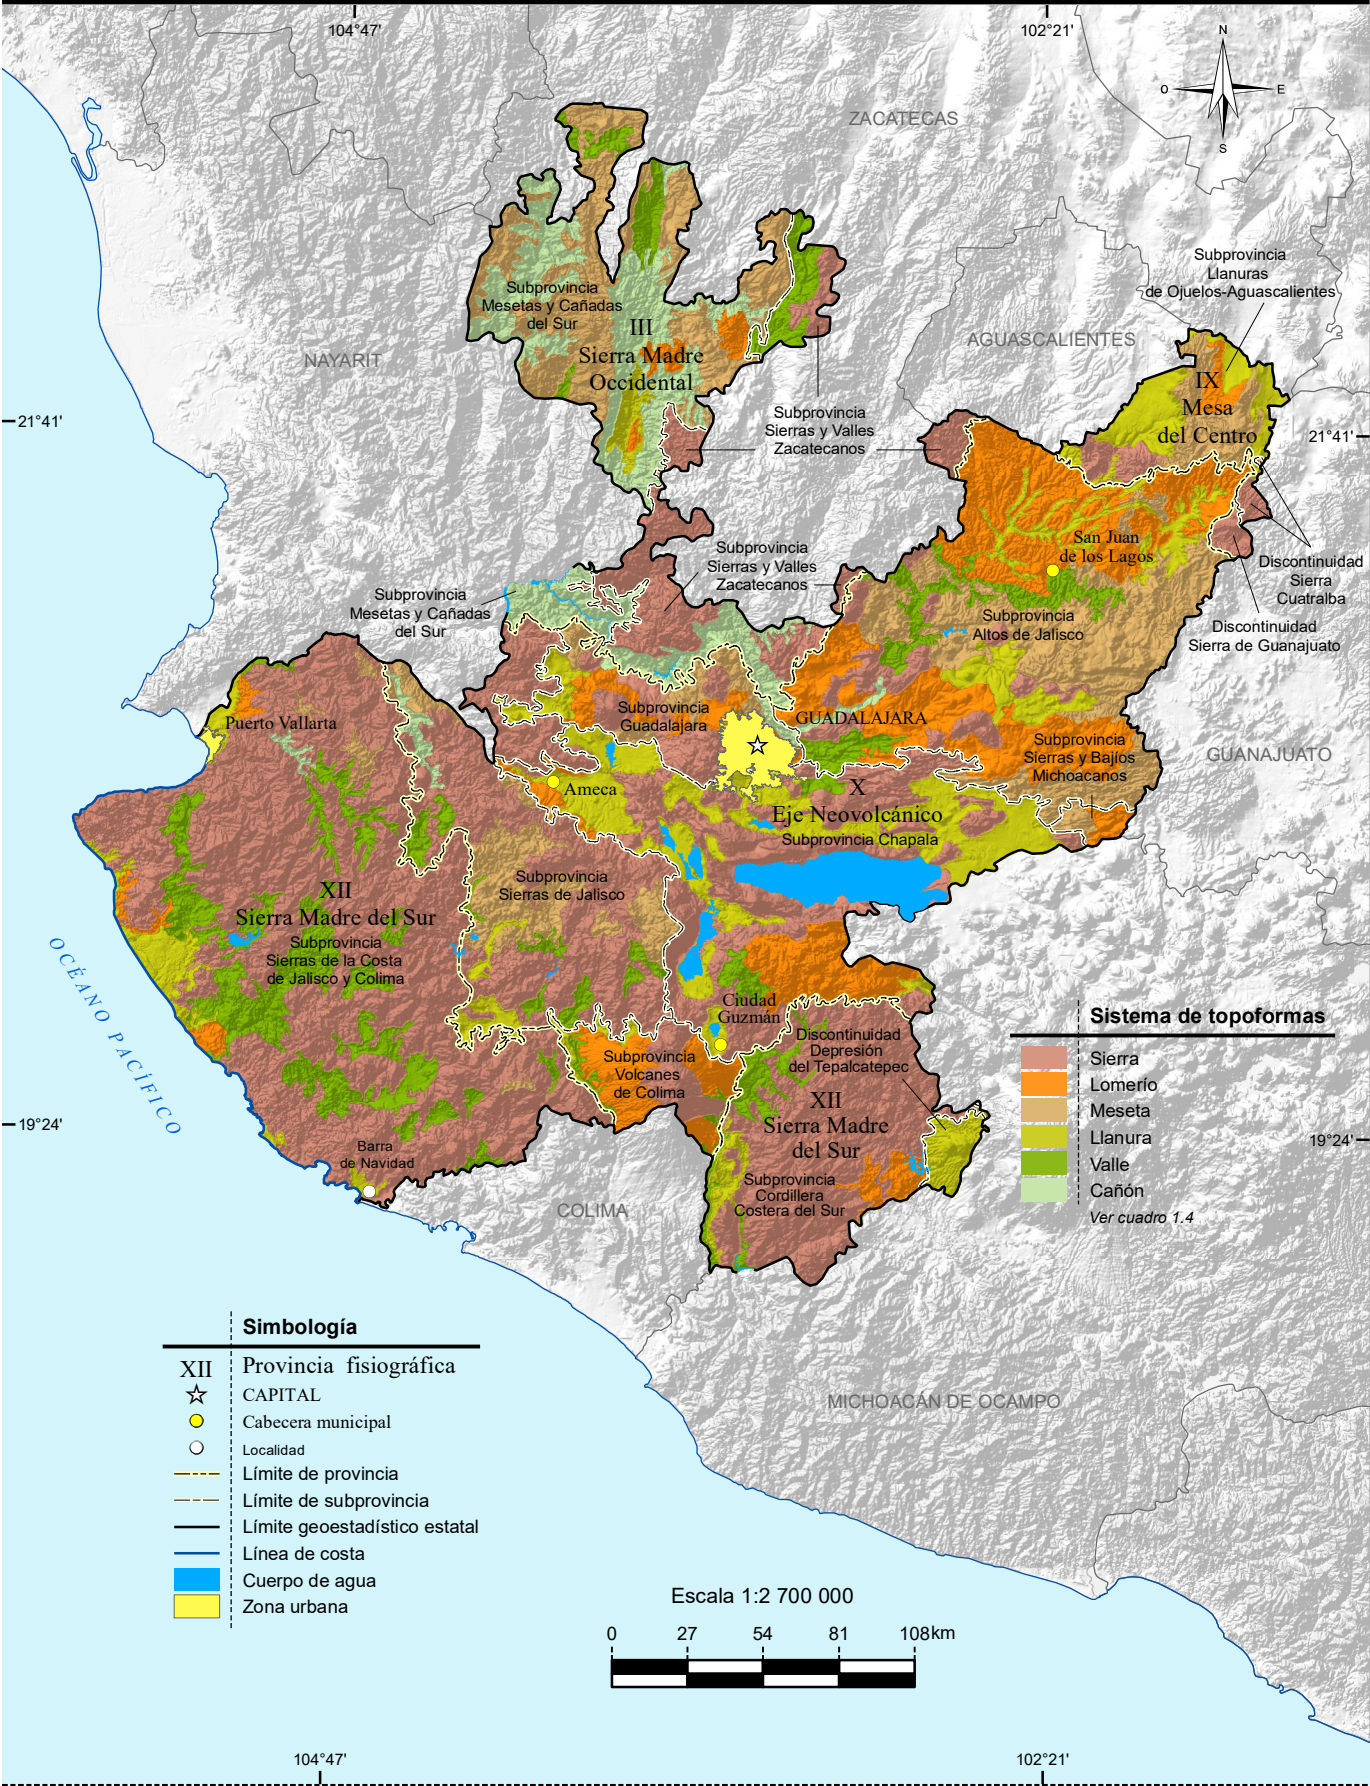 104°47'
102°21'
N
O
E
S
ZACATECAS
Subprovincia
Llanuras
de Ojuelos-Aguascalientes
Subprovincia
Mesetas y Cañadas
del Sur
III
Sierra Madre
Occidental
NAYARIT
AGUASCALIENTES
IX
Mesa
del Centro
21°41'
21°41'
Subprovincia
Sierras y Valles
Zacatecanos
San Juan
de los Lagos
Subprovincia
Sierras y Valles
Zacatecanos
Discontinuidad
Sierra
Cuatralba
Subprovincia
Mesetas y Cañadas
del Sur
Subprovincia
Altos de Jalisco
Discontinuidad
Sierra de Guanajuato
Puerto Vallarta
Subprovincia
Guadalajara
GUADALAJARA
Subprovincia
Sierras y Bajíos
Michoacanos
GUANAJUATO
Ameca
X
Eje Neovolcánico
Subprovincia Chapala
XII
Sierra Madre del Sur
Subprovincia
Sierras de la Costa
de Jalisco y Colima
Subprovincia
Sierras de Jalisco
OCÉANO PACÍFICO
Ciudad
Guzmán
Discontinuidad
Depresión
del Tepalcatepec
Subprovincia
Volcanes
de Colima
XII
Sierra Madre
del Sur
Subprovincia
Cordillera
Costera del Sur
19°24'
19°24'
Barra
de Navidad
COLIMA
MICHOACÁN DE OCAMPO
Sistema de topoformas
Sierra
Lomerío
Meseta
Llanura
Valle
Cañón
Ver cuadro 1.4
Simbología
XII Provincia fisiográfica
CAPITAL
Cabecera municipal
Localidad
Límite de provincia
Límite de subprovincia
Límite geoestadístico estatal
Línea de costa
Cuerpo de agua
Zona urbana
Escala 1:2 700 000
0 27 54 81 108 km
104°47'
102°21'